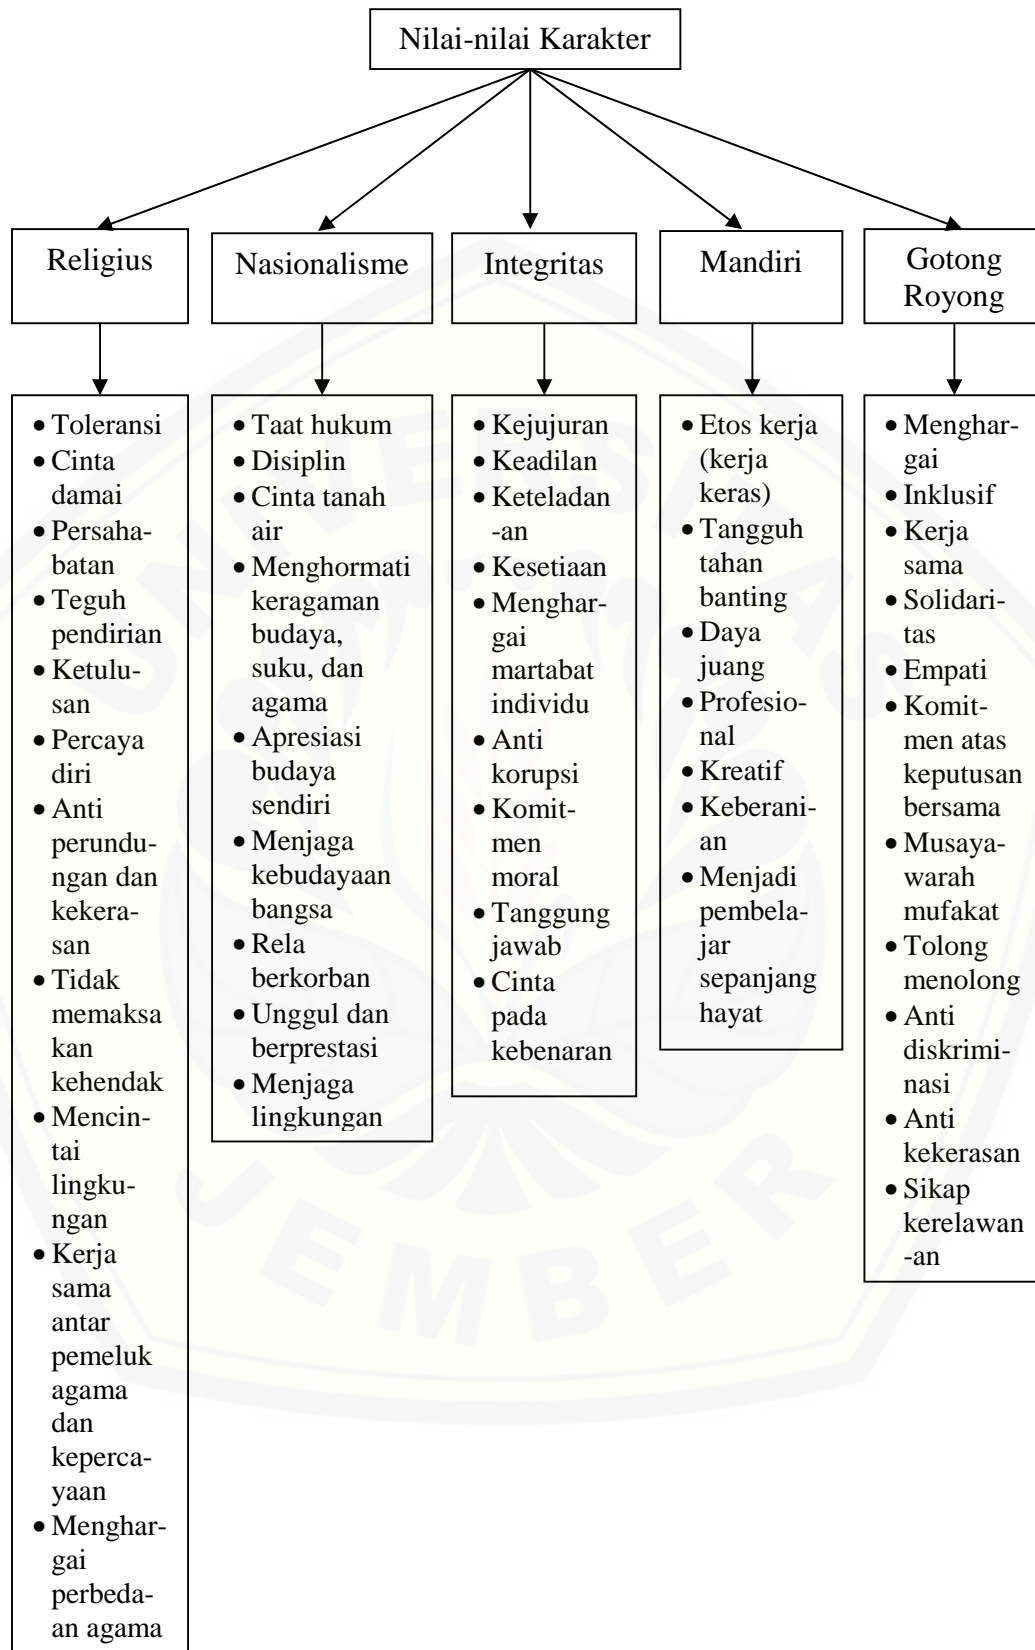 Nilai-nilai Karakter
Religius
Nasionalisme
Integritas
Mandiri
Gotong
Royong
• Toleransi
• Cinta
damai
• Persaha-
batan
• Teguh
pendirian
• Ketulu-
san
• Percaya
diri
• Anti
perundu-
ngan dan
kekera-
san
• Tidak
memaksa
kan
kehendak
• Mencin-
tai
lingku-
ngan
• Kerja
sama
antar
pemeluk
agama
dan
keperca-
yaan
• Menghar-
gai
perbeda-
an agama
• Taat hukum
• Disiplin
• Cinta tanah
air
• Menghormati
keragaman
budaya,
suku, dan
agama
• Apresiasi
budaya
sendiri
• Menjaga
kebudayaan
bangsa
• Rela
berkorban
• Unggul dan
berprestasi
• Menjaga
lingkungan
• Kejujuran
• Keadilan
• Keteladan
-an
• Kesetiaan
• Menghar-
gai
martabat
individu
• Anti
korupsi
• Komit-
men
moral
• Tanggung
jawab
• Cinta
pada
kebenaran
• Etos kerja
(kerja
keras)
• Tangguh
tahan
banting
• Daya
juang
• Profesio-
nal
• Kreatif
• Keberani-
an
• Menjadi
pembela-
jar
sepanjang
hayat
• Menghar-
gai
• Inklusif
• Kerja
sama
• Solidari-
tas
• Empati
• Komit-
men atas
keputusan
bersama
• Musaya-
warah
mufakat
• Tolong
menolong
• Anti
diskrimi-
nasi
• Anti
kekerasan
• Sikap
kerelawan
-an
UNIVERSITAS
JEMBER